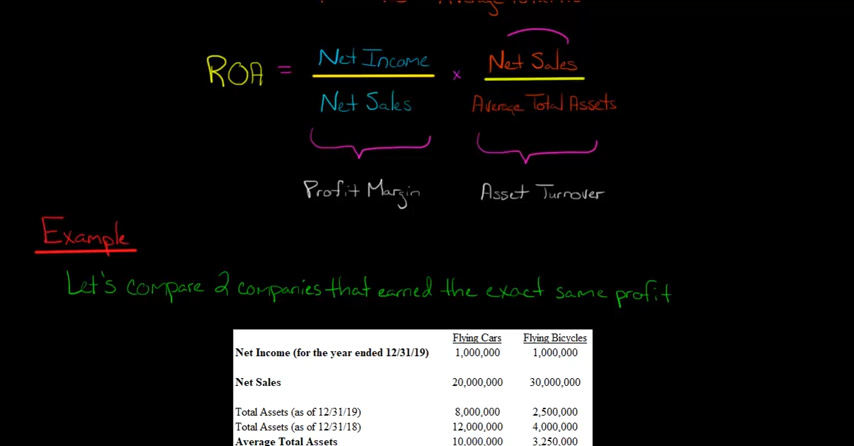 Average Total As
Net Income Net Sales
ROA = ×
Net Sales Average Total Assets
Profit Margin Asset Turnover
Example
Let's compare 2 companies that earned the exact same profit
Flying Cars Flying Bicycles
Net Income (for the year ended 12/31/19) 1,000,000 1,000,000
Net Sales 20,000,000 30,000,000
Total Assets (as of 12/31/19) 8,000,000 2,500,000
Total Assets (as of 12/31/18) 12,000,000 4,000,000
Average Total Assets 10,000,000 3,250,000